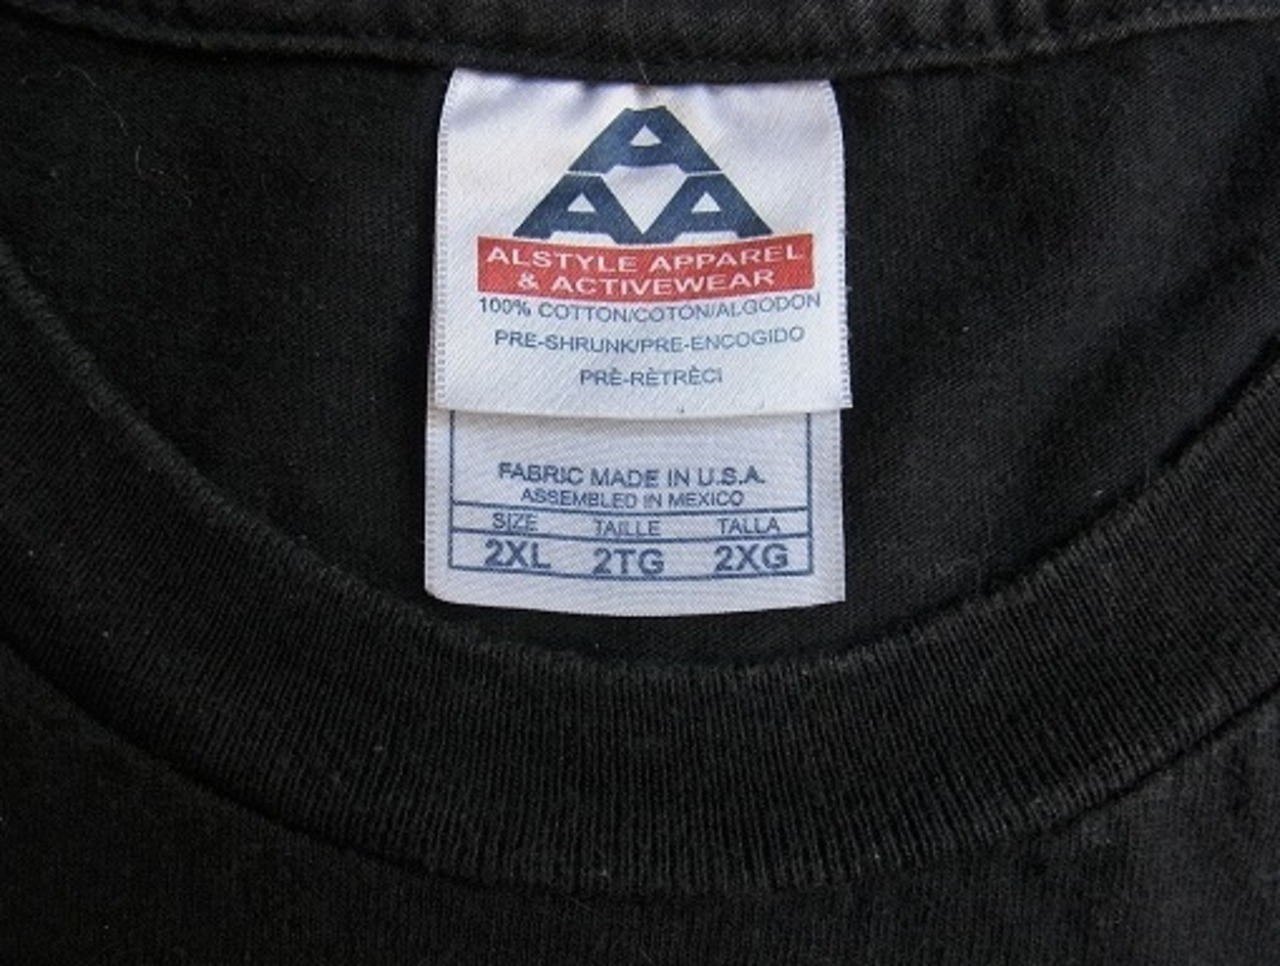 A
AA
ALSTYLE APPAREL
& ACTIVEWEAR
100% COTTON/COTON/ALGODON
PRE-SHRUNK/PRE-ENCOGIDO
PRÈ-RÈTRÈCI
FABRIC MADE IN U.S.A.
ASSEMBLED IN MEXICO
SIZE TAILLE TALLA
2XL 2TG 2XG